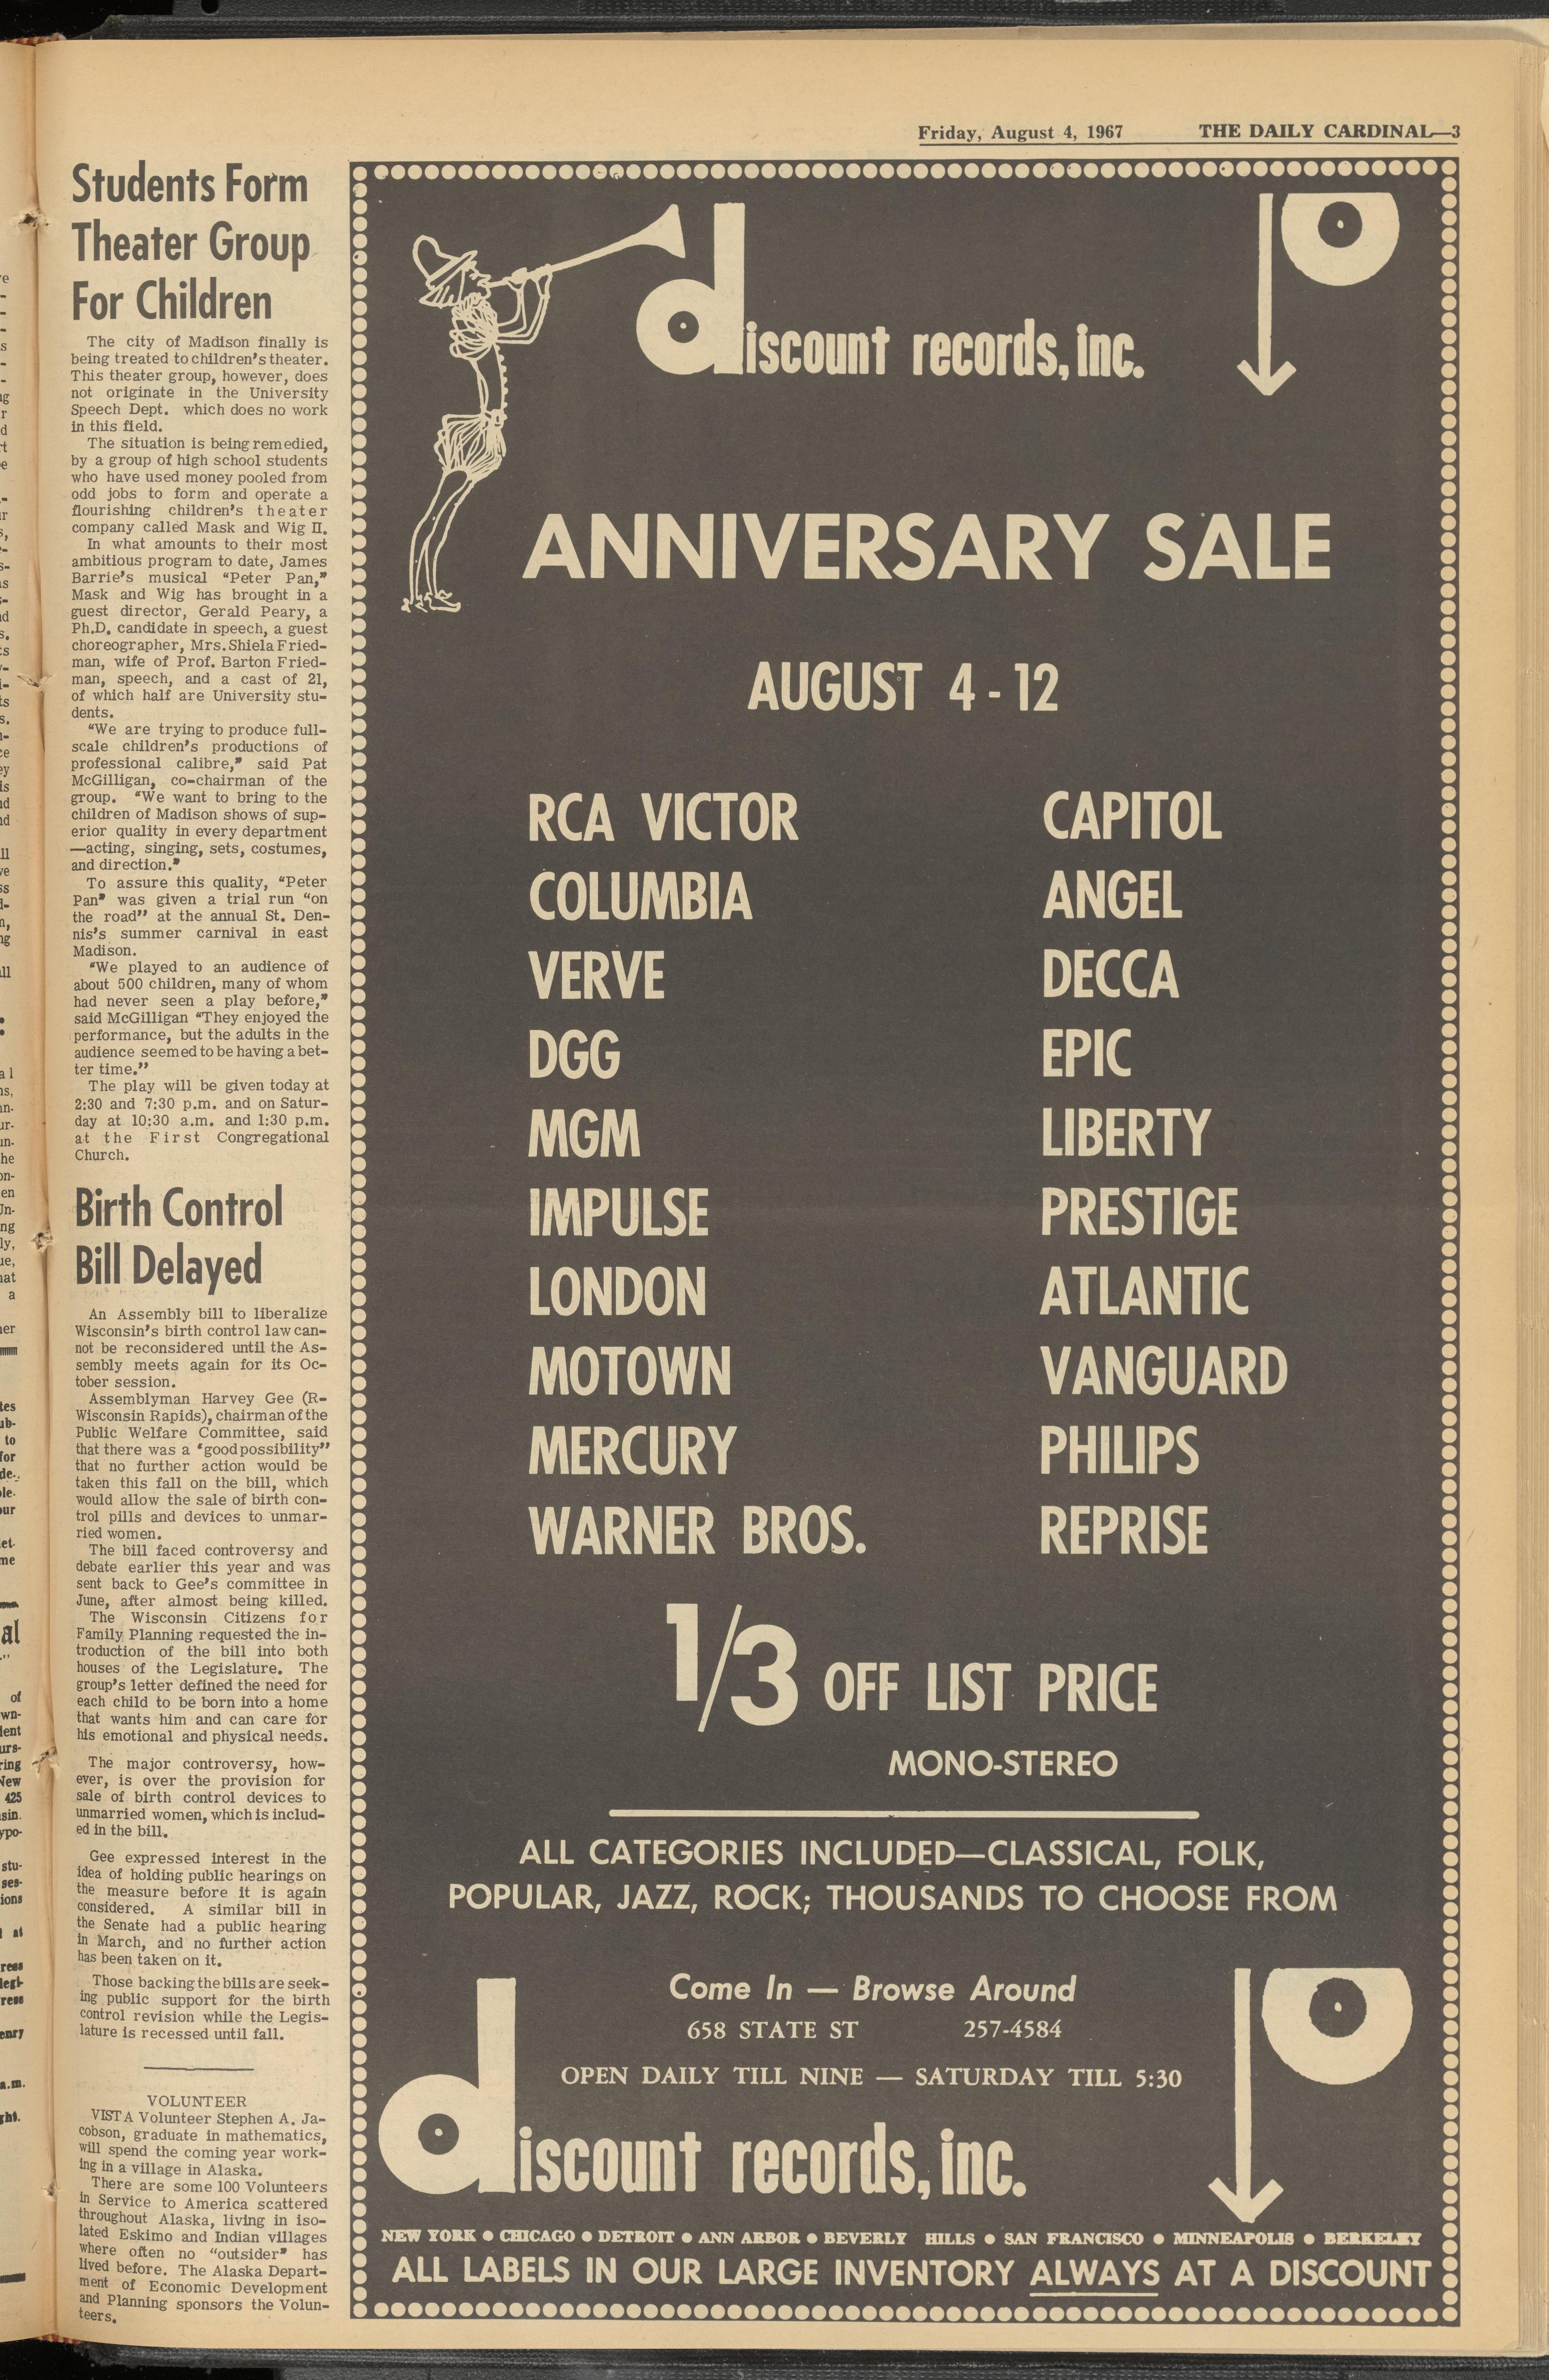 Friday, August 4, 1967 THE DAILY CARDINAL—3
Students Form
Theater Group
For Children
The city of Madison finally is
being treated to children's theater.
This theater group, however, does
not originate in the University
Speech Dept. which does no work
in this field.
The situation is being remedied,
by a group of high school students
who have used money pooled from
odd jobs to form and operate a
flourishing children's theater
company called Mask and Wig II.
In what amounts to their most
ambitious program to date, James
Barrie's musical "Peter Pan,"
Mask and Wig has brought in a
guest director, Gerald Peary, a
Ph.D. candidate in speech, a guest
choreographer, Mrs. Shiela Fried-
man, wife of Prof. Barton Fried-
man, speech, and a cast of 21,
of which half are University stu-
dents.
"We are trying to produce full-
scale children's productions of
professional calibre," said Pat
McGilligan, co-chairman of the
group. "We want to bring to the
children of Madison shows of sup-
erior quality in every department
—acting, singing, sets, costumes,
and direction."
To assure this quality, "Peter
Pan" was given a trial run "on
the road" at the annual St. Den-
nis's summer carnival in east
Madison.
"We played to an audience of
about 500 children, many of whom
had never seen a play before,"
said McGilligan "They enjoyed the
performance, but the adults in the
audience seemed to be having a bet-
ter time."
The play will be given today at
2:30 and 7:30 p.m. and on Satur-
day at 10:30 a.m. and 1:30 p.m.
at the First Congregational
Church.
Birth Control
Bill Delayed
An Assembly bill to liberalize
Wisconsin's birth control law can-
not be reconsidered until the As-
sembly meets again for its Oc-
tober session.
Assemblyman Harvey Gee (R-
Wisconsin Rapids), chairman of the
Public Welfare Committee, said
that there was a "good possibility"
that no further action would be
taken this fall on the bill, which
would allow the sale of birth con-
trol pills and devices to unmar-
ried women.
The bill faced controversy and
debate earlier this year and was
sent back to Gee's committee in
June, after almost being killed.
The Wisconsin Citizens for
Family Planning requested the in-
troduction of the bill into both
houses of the Legislature. The
group's letter defined the need for
each child to be born into a home
that wants him and can care for
his emotional and physical needs.
The major controversy, how-
ever, is over the provision for
sale of birth control devices to
unmarried women, which is includ-
ed in the bill.
Gee expressed interest in the
idea of holding public hearings on
the measure before it is again
considered. A similar bill in
the Senate had a public hearing
in March, and no further action
has been taken on it.
Those backing the bills are seek-
ing public support for the birth
control revision while the Legis-
lature is recessed until fall.
VOLUNTEER
VISTA Volunteer Stephen A. Ja-
cobson, graduate in mathematics,
will spend the coming year work-
ing in a village in Alaska.
There are some 100 Volunteers
in Service to America scattered
throughout Alaska, living in iso-
lated Eskimo and Indian villages
where often no "outsider" has
lived before. The Alaska Depart-
ment of Economic Development
and Planning sponsors the Volun-
teers.
discount records, inc.
ANNIVERSARY SALE
AUGUST 4 - 12
RCA VICTOR CAPITOL
COLUMBIA ANGEL
VERVE DECCA
DGG EPIC
MGM LIBERTY
IMPULSE PRESTIGE
LONDON ATLANTIC
MOTOWN VANGUARD
MERCURY PHILIPS
WARNER BROS. REPRISE
1/3 OFF LIST PRICE
MONO-STEREO
ALL CATEGORIES INCLUDED—CLASSICAL, FOLK,
POPULAR, JAZZ, ROCK; THOUSANDS TO CHOOSE FROM
Come In — Browse Around
658 STATE ST 257-4584
OPEN DAILY TILL NINE — SATURDAY TILL 5:30
discount records, inc.
NEW YORK ● CHICAGO ● DETROIT ● ANN ARBOR ● BEVERLY HILLS ● SAN FRANCISCO ● MINNEAPOLIS ● BERKELEY
ALL LABELS IN OUR LARGE INVENTORY ALWAYS AT A DISCOUNT